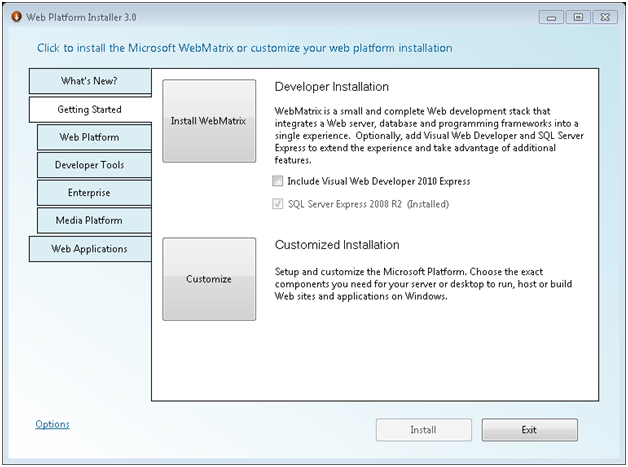 Web Platform Installer 3.0
Click to install the Microsoft WebMatrix or customize your web platform installation
What's New?
Getting Started
Web Platform
Developer Tools
Enterprise
Media Platform
Web Applications
Install WebMatrix
Developer Installation
WebMatrix is a small and complete Web development stack that
integrates a Web server, database and programming frameworks into a
single experience. Optionally, add Visual Web Developer and SQL Server
Express to extend the experience and take advantage of additional
features.
Include Visual Web Developer 2010 Express
SQL Server Express 2008 R2 (Installed)
Customize
Customized Installation
Setup and customize the Microsoft Platform. Choose the exact
components you need for your server or desktop to run, host or build
Web sites and applications on Windows.
Options
Install
Exit